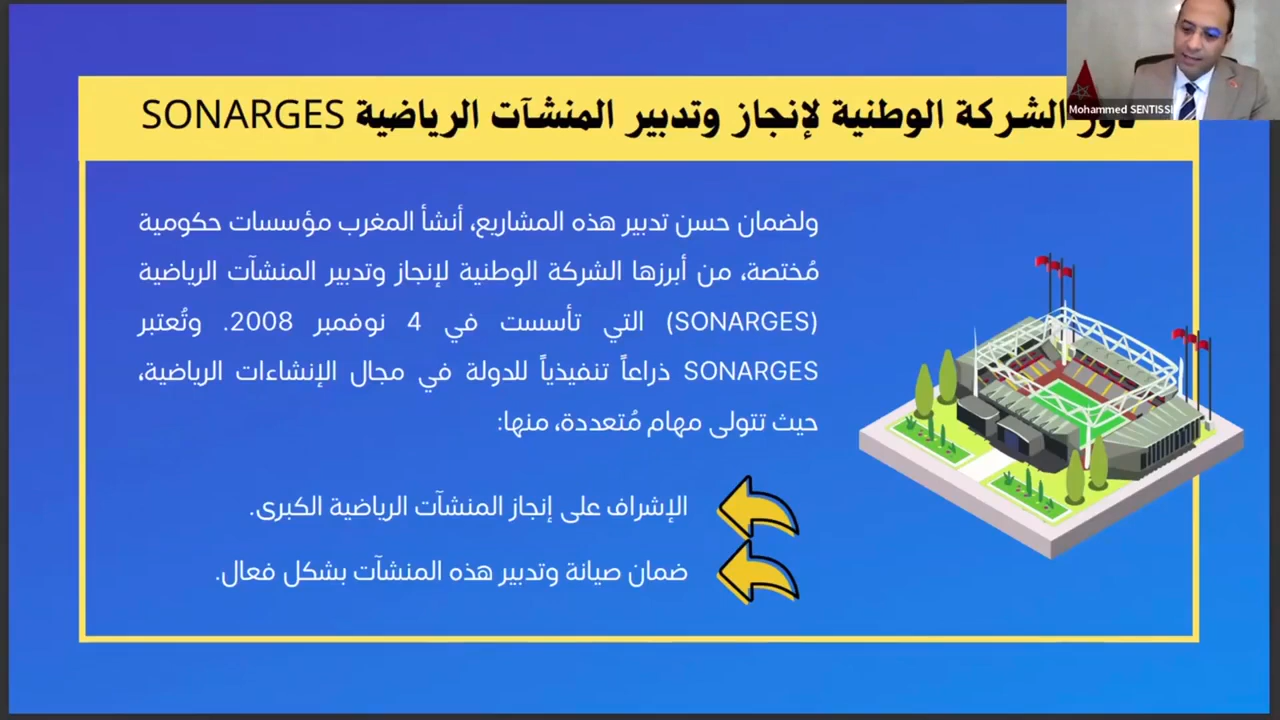 الشركة الوطنية لإنجاز وتدبير المنشآت الرياضية SONARGES
Mohammed SENTISSI
ولضمان حسن تدبير هذه المشاريع، أنشأ المغرب مؤسسات حكومية
مُختصة، من أبرزها الشركة الوطنية لإنجاز وتدبير المنشآت الرياضية
(SONARGES) التي تأسست في 4 نوفمبر 2008. وتُعتبر
SONARGES ذراعاً تنفيذياً للدولة في مجال الإنشاءات الرياضية،
حيث تتولى مهام مُتعددة، منها:
الإشراف على إنجاز المنشآت الرياضية الكبرى.
ضمان صيانة وتدبير هذه المنشآت بشكل فعال.